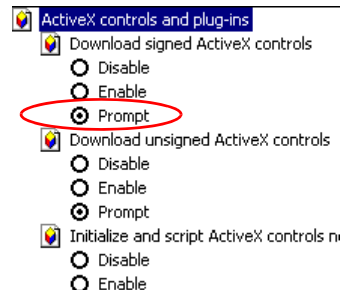 ActiveX controls and plug-ins
Download signed ActiveX controls
Disable
Enable
Prompt
Download unsigned ActiveX controls
Disable
Enable
Prompt
Initialize and script ActiveX controls
Disable
Enable